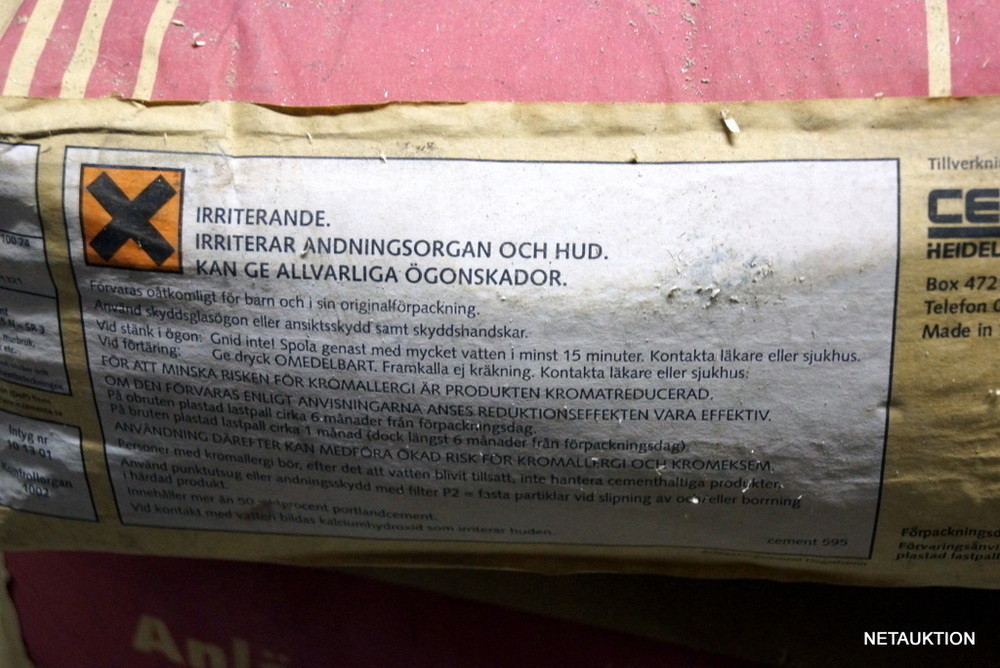 IRRITERANDE.
IRRITERAR ANDNINGSORGAN OCH HUD.
KAN GE ALLVARLIGA ÖGONSKADOR.
Förvaras oåtkomligt för barn och i sin originalförpackning.
Använd skyddsglasögon eller ansiktsskydd samt skyddshandskar.
Vid stänk i ögon: Gnid inte! Spola genast med mycket vatten i minst 15 minuter. Kontakta läkare eller sjukhus.
Vid förtäring: Ge dryck OMEDELBART. Framkalla ej kräkning. Kontakta läkare eller sjukhus.
FÖR ATT MINSKA RISKEN FÖR KROMALLERGI ÄR PRODUKTEN KROMATREDUCERAD.
OM DEN FÖRVARAS ENLIGT ANVISNINGARNA ANSES REDUKTIONSEFFEKTEN VARA EFFEKTIV.
På obruten plastad lastpall cirka 6 månader från förpackningsdag.
På bruten plastad lastpall cirka 1 månad (dock längst 6 månader från förpackningsdag)
ANVÄNDNING DÄREFTER KAN MEDFÖRA ÖKAD RISK FÖR KROMALLERGI OCH KROMEKSEM.
Personer med kromallergi bör, efter det att vatten blivit tillsatt, inte hantera cementhaltiga produkter.
Använd punktutsug eller andningsskydd med filter P2 = fasta partiklar vid slipning av och/eller borrning
i härdad produkt.
Innehåller mer än 50 procent portlandcement.
Vid kontakt med vatten bildas kalciumhydroxid som irriterar huden.
cement 595
Tillverkni
CE
HEIDEL
Box 472
Telefon
Made in
Förpackningsd
Förvaringsanv
plastad lastpall
100 24
Intyg nr
10 13 01
Kontrollorgan
1002
Anlä
NETAUKTION